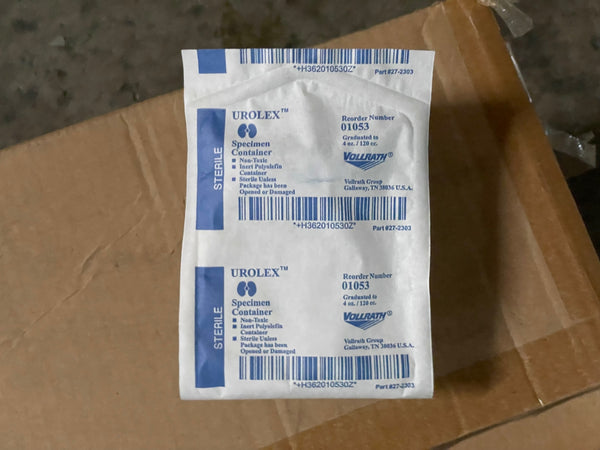 *+H362010530Z*
Part #27-2303
STERILE
UROLEX™
Specimen
Container
■ Non-Toxic
■ Inert Polyolefin
Container
■ Sterile Unless
Package has been
Opened or Damaged
Reorder Number
01053
Graduated to
4 oz. / 120 cc.
VOLLRATH®
Vollrath Group
Gallaway, TN 38036 U.S.A.
*+H362010530Z*
Part #27-2303
STERILE
UROLEX™
Specimen
Container
■ Non-Toxic
■ Inert Polyolefin
Container
■ Sterile Unless
Package has been
Opened or Damaged
Reorder Number
01053
Graduated to
4 oz. / 120 cc.
VOLLRATH®
Vollrath Group
Gallaway, TN 38036 U.S.A.
*+H362010530Z*
Part #27-2303